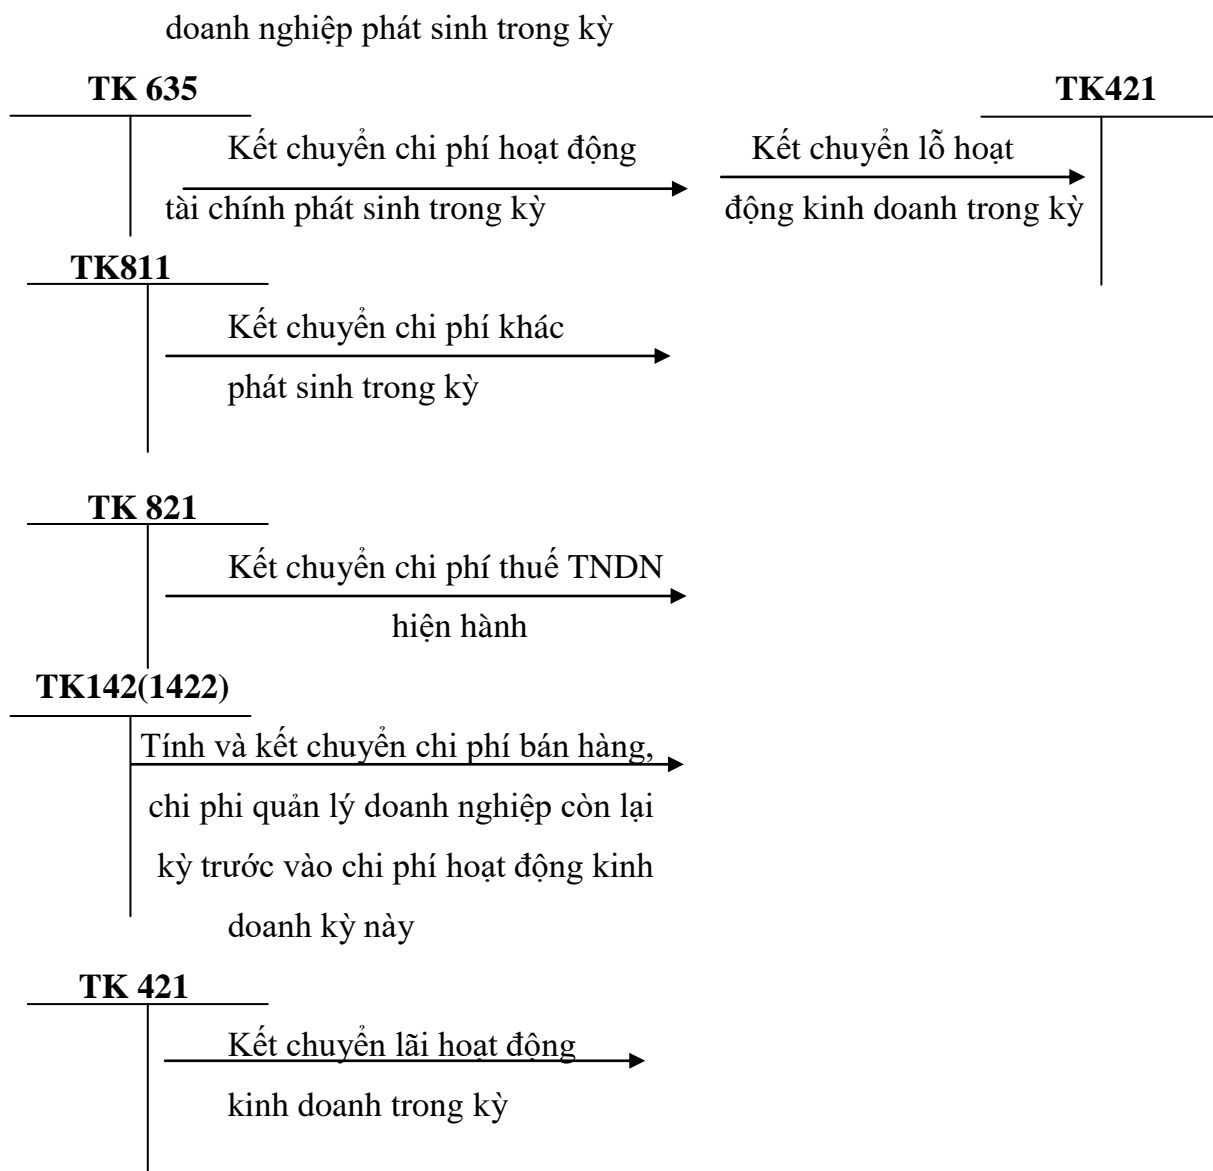 doanh nghiệp phát sinh trong kỳ
TK 635
TK421
Kết chuyển chi phí hoạt động
tài chính phát sinh trong kỳ
Kết chuyển lỗ hoạt
động kinh doanh trong kỳ
TK811
Kết chuyển chi phí khác
phát sinh trong kỳ
TK 821
Kết chuyển chi phí thuế TNDN
hiện hành
TK142(1422)
Tính và kết chuyển chi phí bán hàng,
chi phi quản lý doanh nghiệp còn lại
kỳ trước vào chi phí hoạt động kinh
doanh kỳ này
TK 421
Kết chuyển lãi hoạt động
kinh doanh trong kỳ